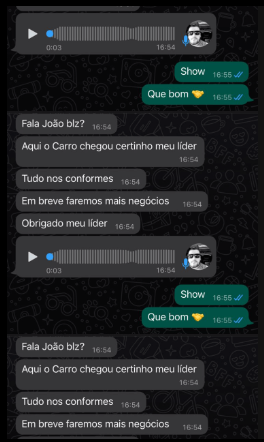 0:03 16:54
Show 16:55
Que bom 🤝 16:55
Fala João blz? 16:54
Aqui o Carro chegou certinho meu líder
16:54
Tudo nos conformes 16:54
Em breve faremos mais negócios 16:54
Obrigado meu líder 16:54
0:03 16:54
Show 16:55
Que bom 🤝 16:55
Fala João blz? 16:54
Aqui o Carro chegou certinho meu líder
16:54
Tudo nos conformes 16:54
Em breve faremos mais negócios 16:54